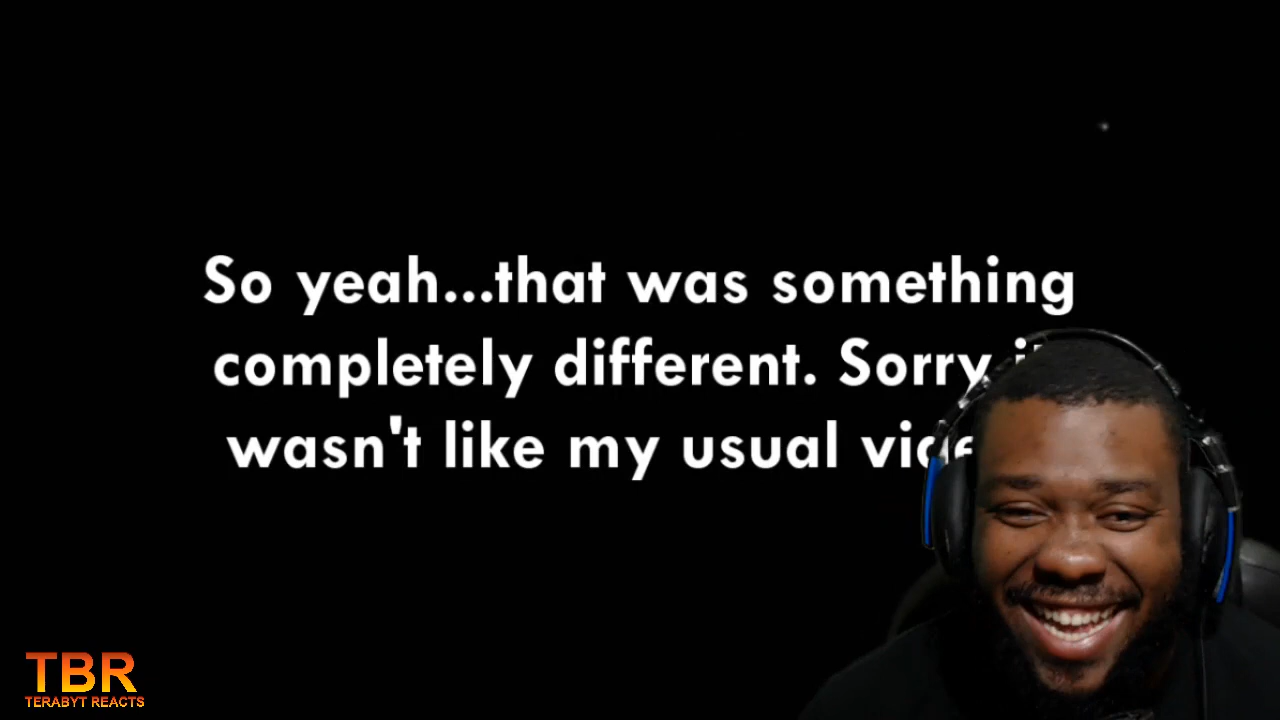 So yeah...that was something
completely different. Sorry
wasn't like my usual
TBR
TERABYT REACTS